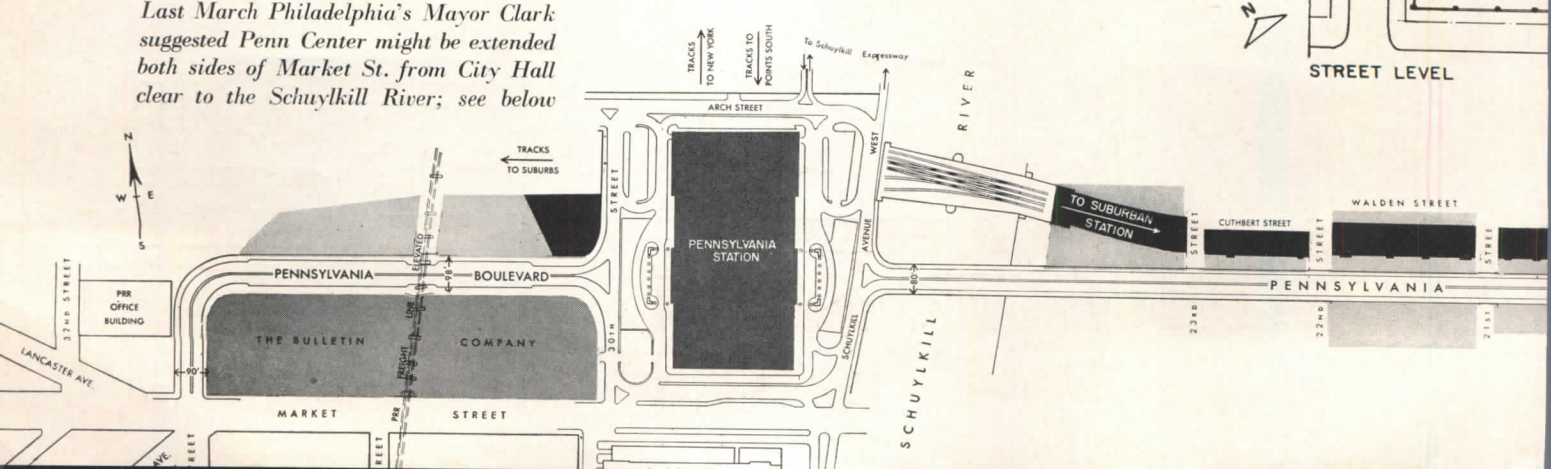 Last March Philadelphia's Mayor Clark
suggested Penn Center might be extended
both sides of Market St. from City Hall
clear to the Schuylkill River; see below
N
STREET LEVEL
TRACKS
TO NEW YORK
TRACKS TO
POINTS SOUTH
To Schuylkill Expressway
ARCH STREET
RIVER
WEST
N
W E
S
TRACKS
TO SUBURBS
STREET
TO SUBURBAN
STATION
WALDEN STREET
CUTHBERT STREET
STREET
STREET
STREE
PENNSYLVANIA
STATION
AVENUE
ELEVATED
PENNSYLVANIA
98'
BOULEVARD
80'
PENNSYLVANIA
32ND STREET
PRR
OFFICE
BUILDING
LINE
23RD
22ND
21ST
THE BULLETIN COMPANY
30TH
SCHUYLKILL
LANCASTER AVE.
90'
FREIGHT
SCHUYLKILL
MARKET STREET
PRR
AVE.
REET
REET